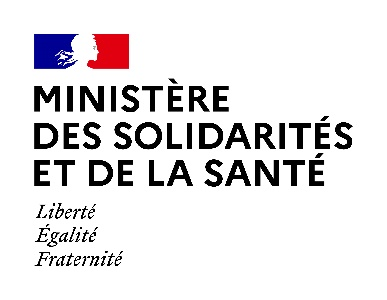 MINISTÈRE
DES SOLIDARITÉS
ET DE LA SANTÉ
Liberté
Égalité
Fraternité